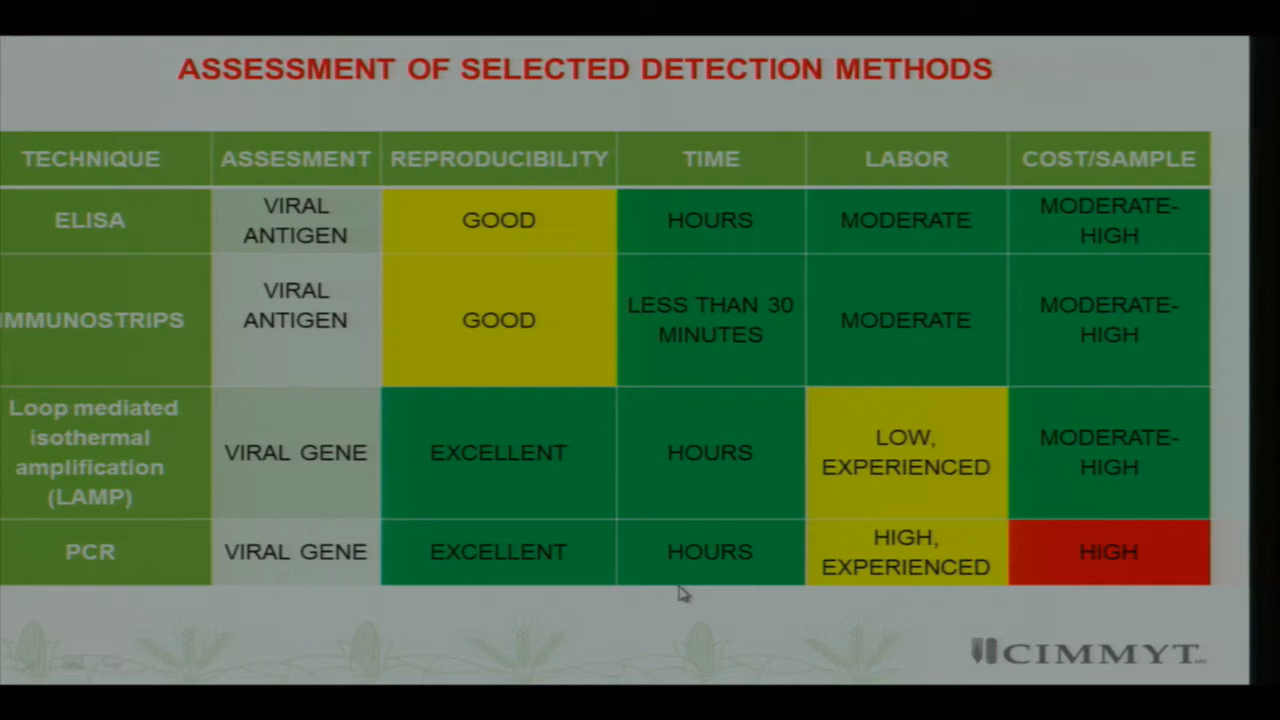 ASSESSMENT OF SELECTED DETECTION METHODS
TECHNIQUE ASSESMENT REPRODUCIBILITY TIME LABOR COST/SAMPLE
ELISA
VIRAL
ANTIGEN
GOOD
HOURS
MODERATE
MODERATE-
HIGH
IMMUNOSTRIPS
VIRAL
ANTIGEN
GOOD
LESS THAN 30
MINUTES
MODERATE
MODERATE-
HIGH
Loop mediated
isothermal
amplification
(LAMP)
VIRAL GENE
EXCELLENT
HOURS
LOW,
EXPERIENCED
MODERATE-
HIGH
PCR
VIRAL GENE
EXCELLENT
HOURS
HIGH,
EXPERIENCED
HIGH
CIMMYT